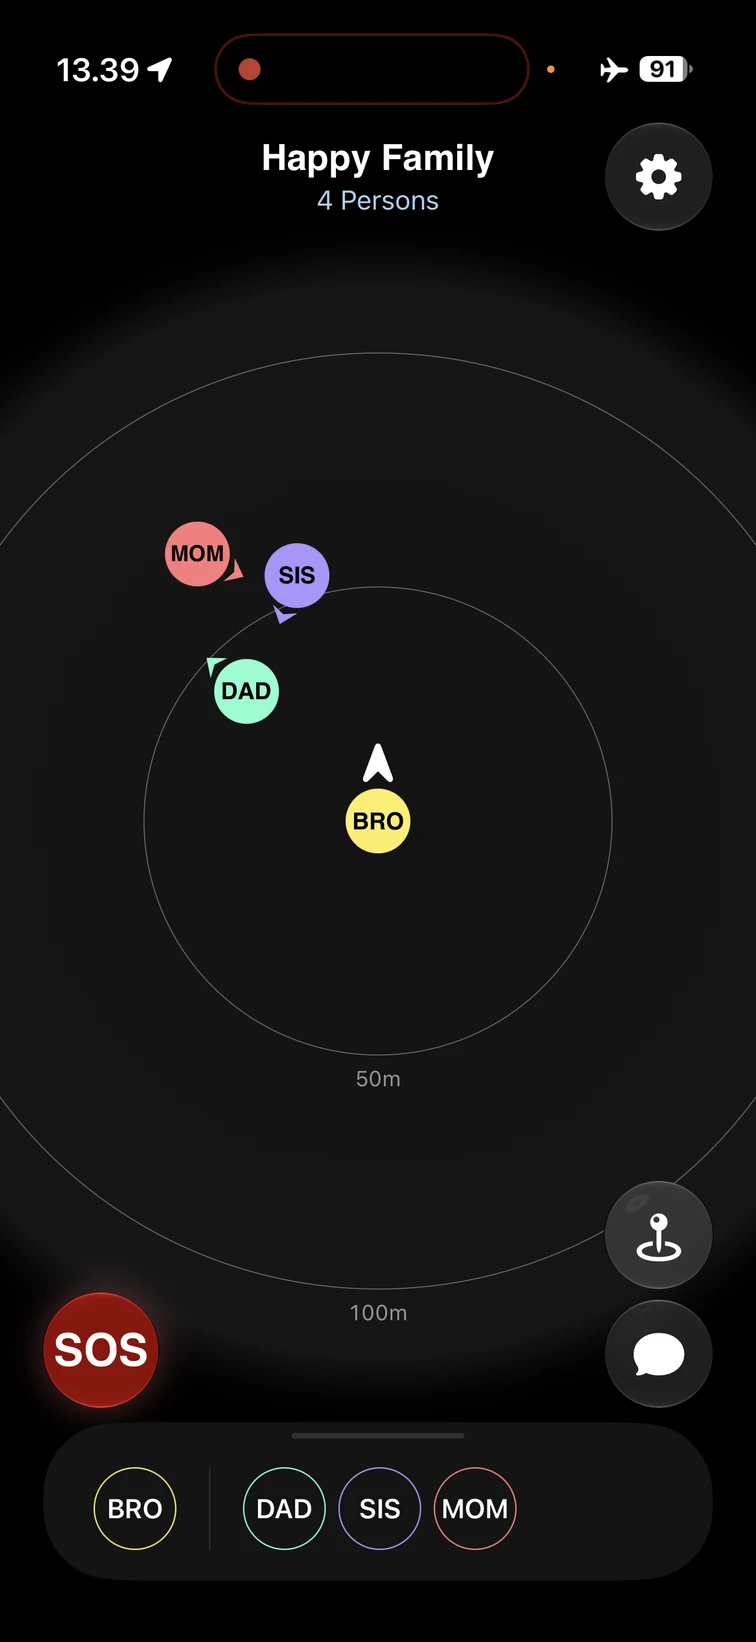 13.39
91
Happy Family
4 Persons
MOM
SIS
DAD
BRO
50m
100m
SOS
BRO DAD SIS MOM